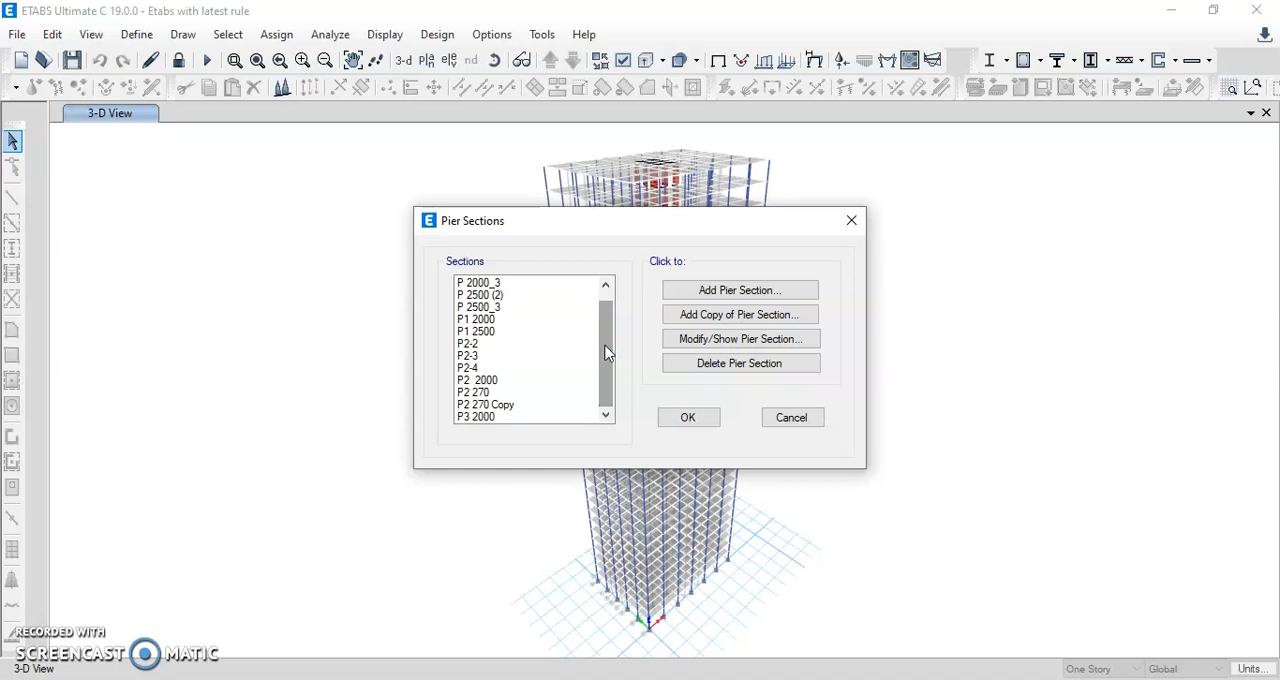 ETABS Ultimate C 19.0.0 - Etabs with latest rule
File Edit View Define Draw Select Assign Analyze Display Design Options Tools Help
3-d nd
3-D View
Pier Sections
Sections
Click to:
P 2000_3
P 2500 (2)
P 2500_3
P1 2000
P1 2500
P2-2
P2-3
P2-4
P2  2000
P2 270
P2 270 Copy
P3 2000
Add Pier Section...
Add Copy of Pier Section...
Modify/Show Pier Section...
Delete Pier Section
OK
Cancel
RECORDED WITH
SCREENCAST MATIC
3-D View
One Story
Global
Units...